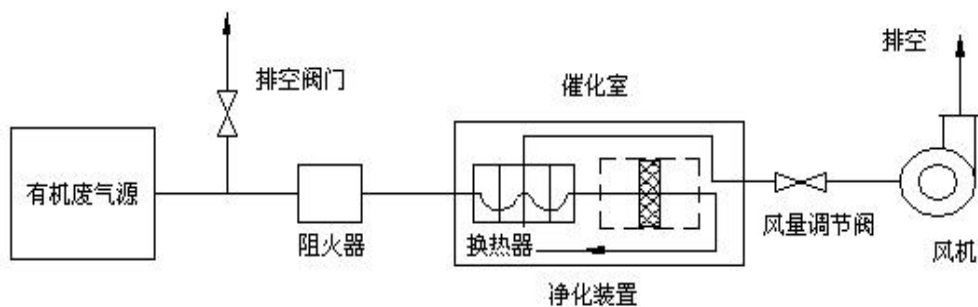 排空
排空阀门
催化室
有机废气源
阻火器
换热器
风量调节阀
风机
净化装置